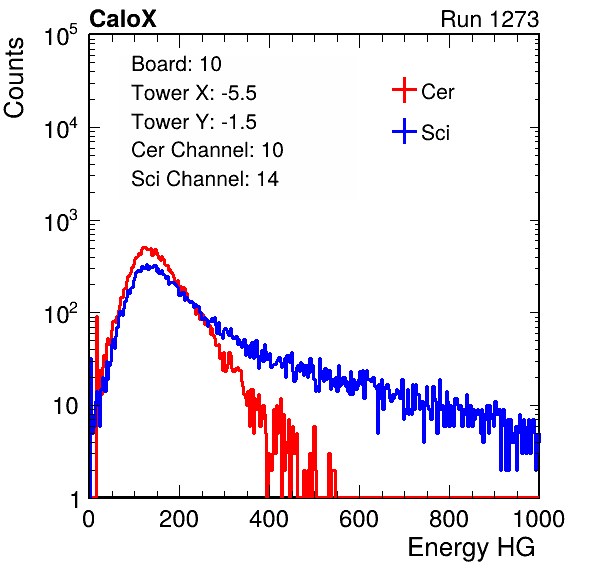 CaloX Run 1273
Counts
Board: 10
Tower X: -5.5
Tower Y: -1.5
Cer Channel: 10
Sci Channel: 14
Cer
Sci
10^5
10^4
10^3
10^2
10
1
0 200 400 600 800 1000
Energy HG